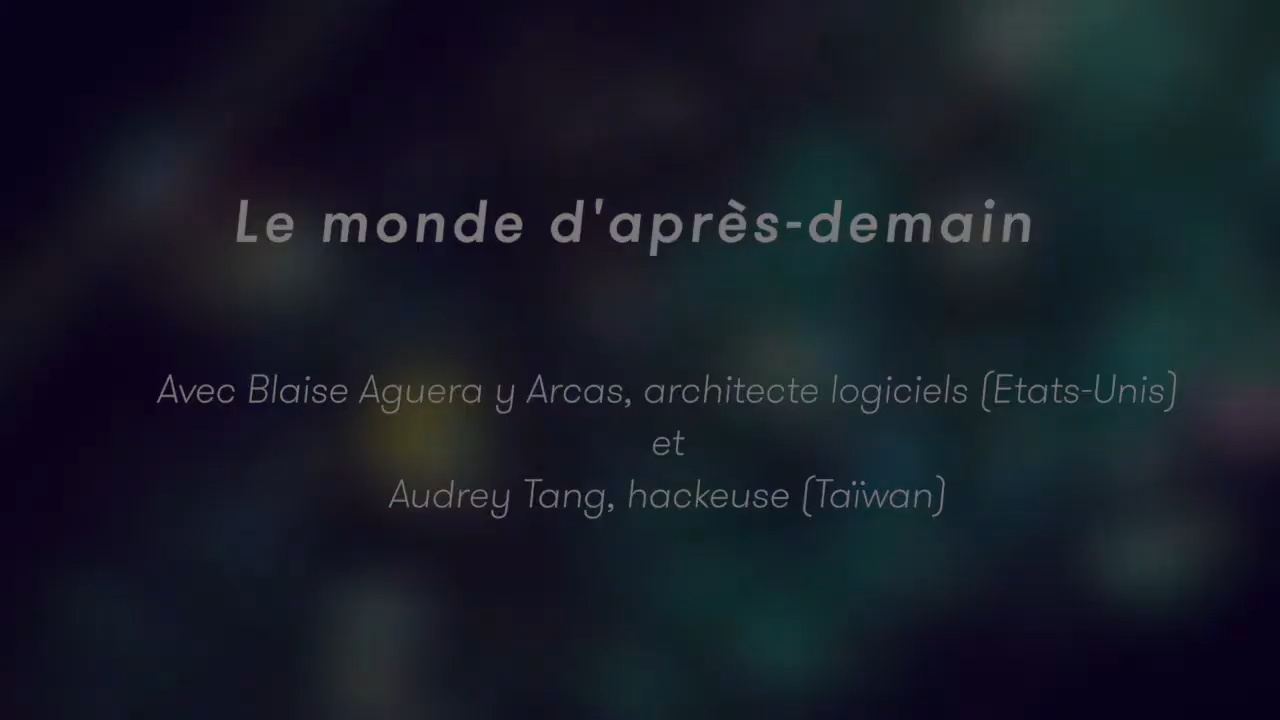 Le monde d'après-demain
Avec Blaise Aguera y Arcas, architecte logiciels (Etats-Unis)
et
Audrey Tang, hackeuse (Taïwan)